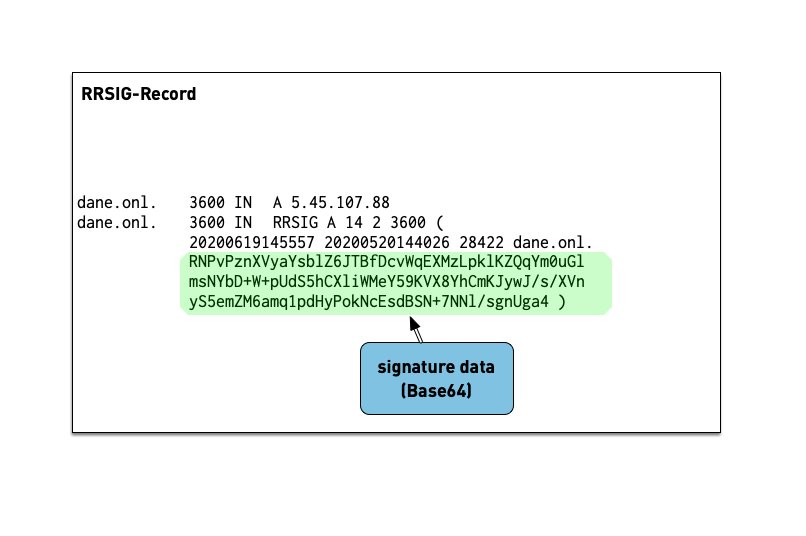 RRSIG-Record
dane.onl. 3600 IN A 5.45.107.88
dane.onl. 3600 IN RRSIG A 14 2 3600 (
20200619145557 20200520144026 28422 dane.onl.
RNPvPznXVyaYsblZ6JTBfDcvWqEXMzLpklKZQqYm0uGl
msNYbD+W+pUdS5hCXliWMeY59KVX8YhCmKJywJ/s/XVn
yS5emZM6amq1pdHyPokNcEsdBSN+7NNl/sgnUga4 )
signature data
(Base64)